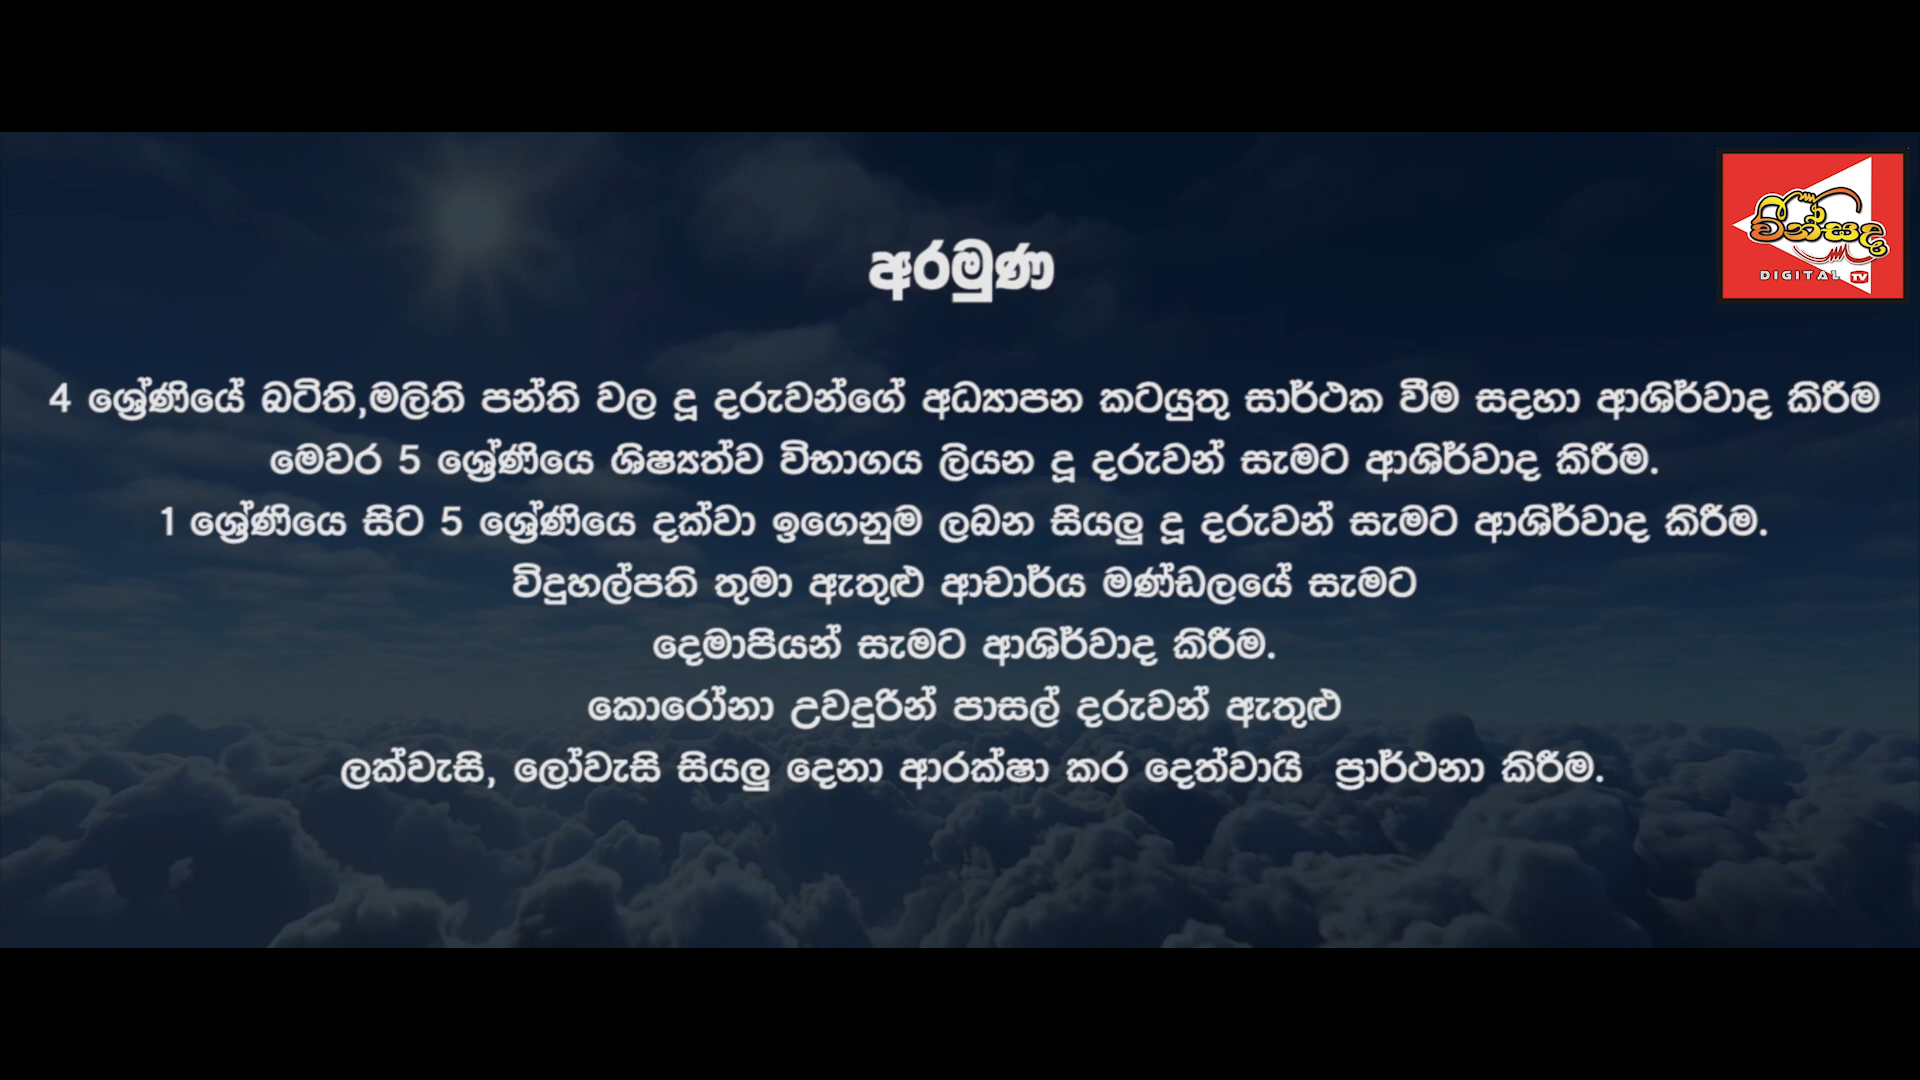 වින්සඳ
DIGITAL TV
අරමුණ
4 ශ්‍රේණියේ බටිති,මලිති පන්ති වල දූ දරුවන්ගේ අධ්‍යාපන කටයුතු සාර්ථක වීම සදහා ආශිර්වාද කිරීම
මෙවර 5 ශ්‍රේණියෙ ශිෂ්‍යත්ව විභාගය ලියන දූ දරුවන් සැමට ආශිර්වාද කිරීම.
1 ශ්‍රේණියෙ සිට 5 ශ්‍රේණියෙ දක්වා ඉගෙනුම ලබන සියලු දූ දරුවන් සැමට ආශිර්වාද කිරීම.
විදුහල්පති තුමා ඇතුළු ආචාර්ය මණ්ඩලයේ සැමට
දෙමාපියන් සැමට ආශිර්වාද කිරීම.
කොරෝනා උවදුරින් පාසල් දරුවන් ඇතුළු
ලක්වැසි, ලෝවැසි සියලු දෙනා ආරක්ෂා කර දෙත්වායි ප්‍රාර්ථනා කිරීම.